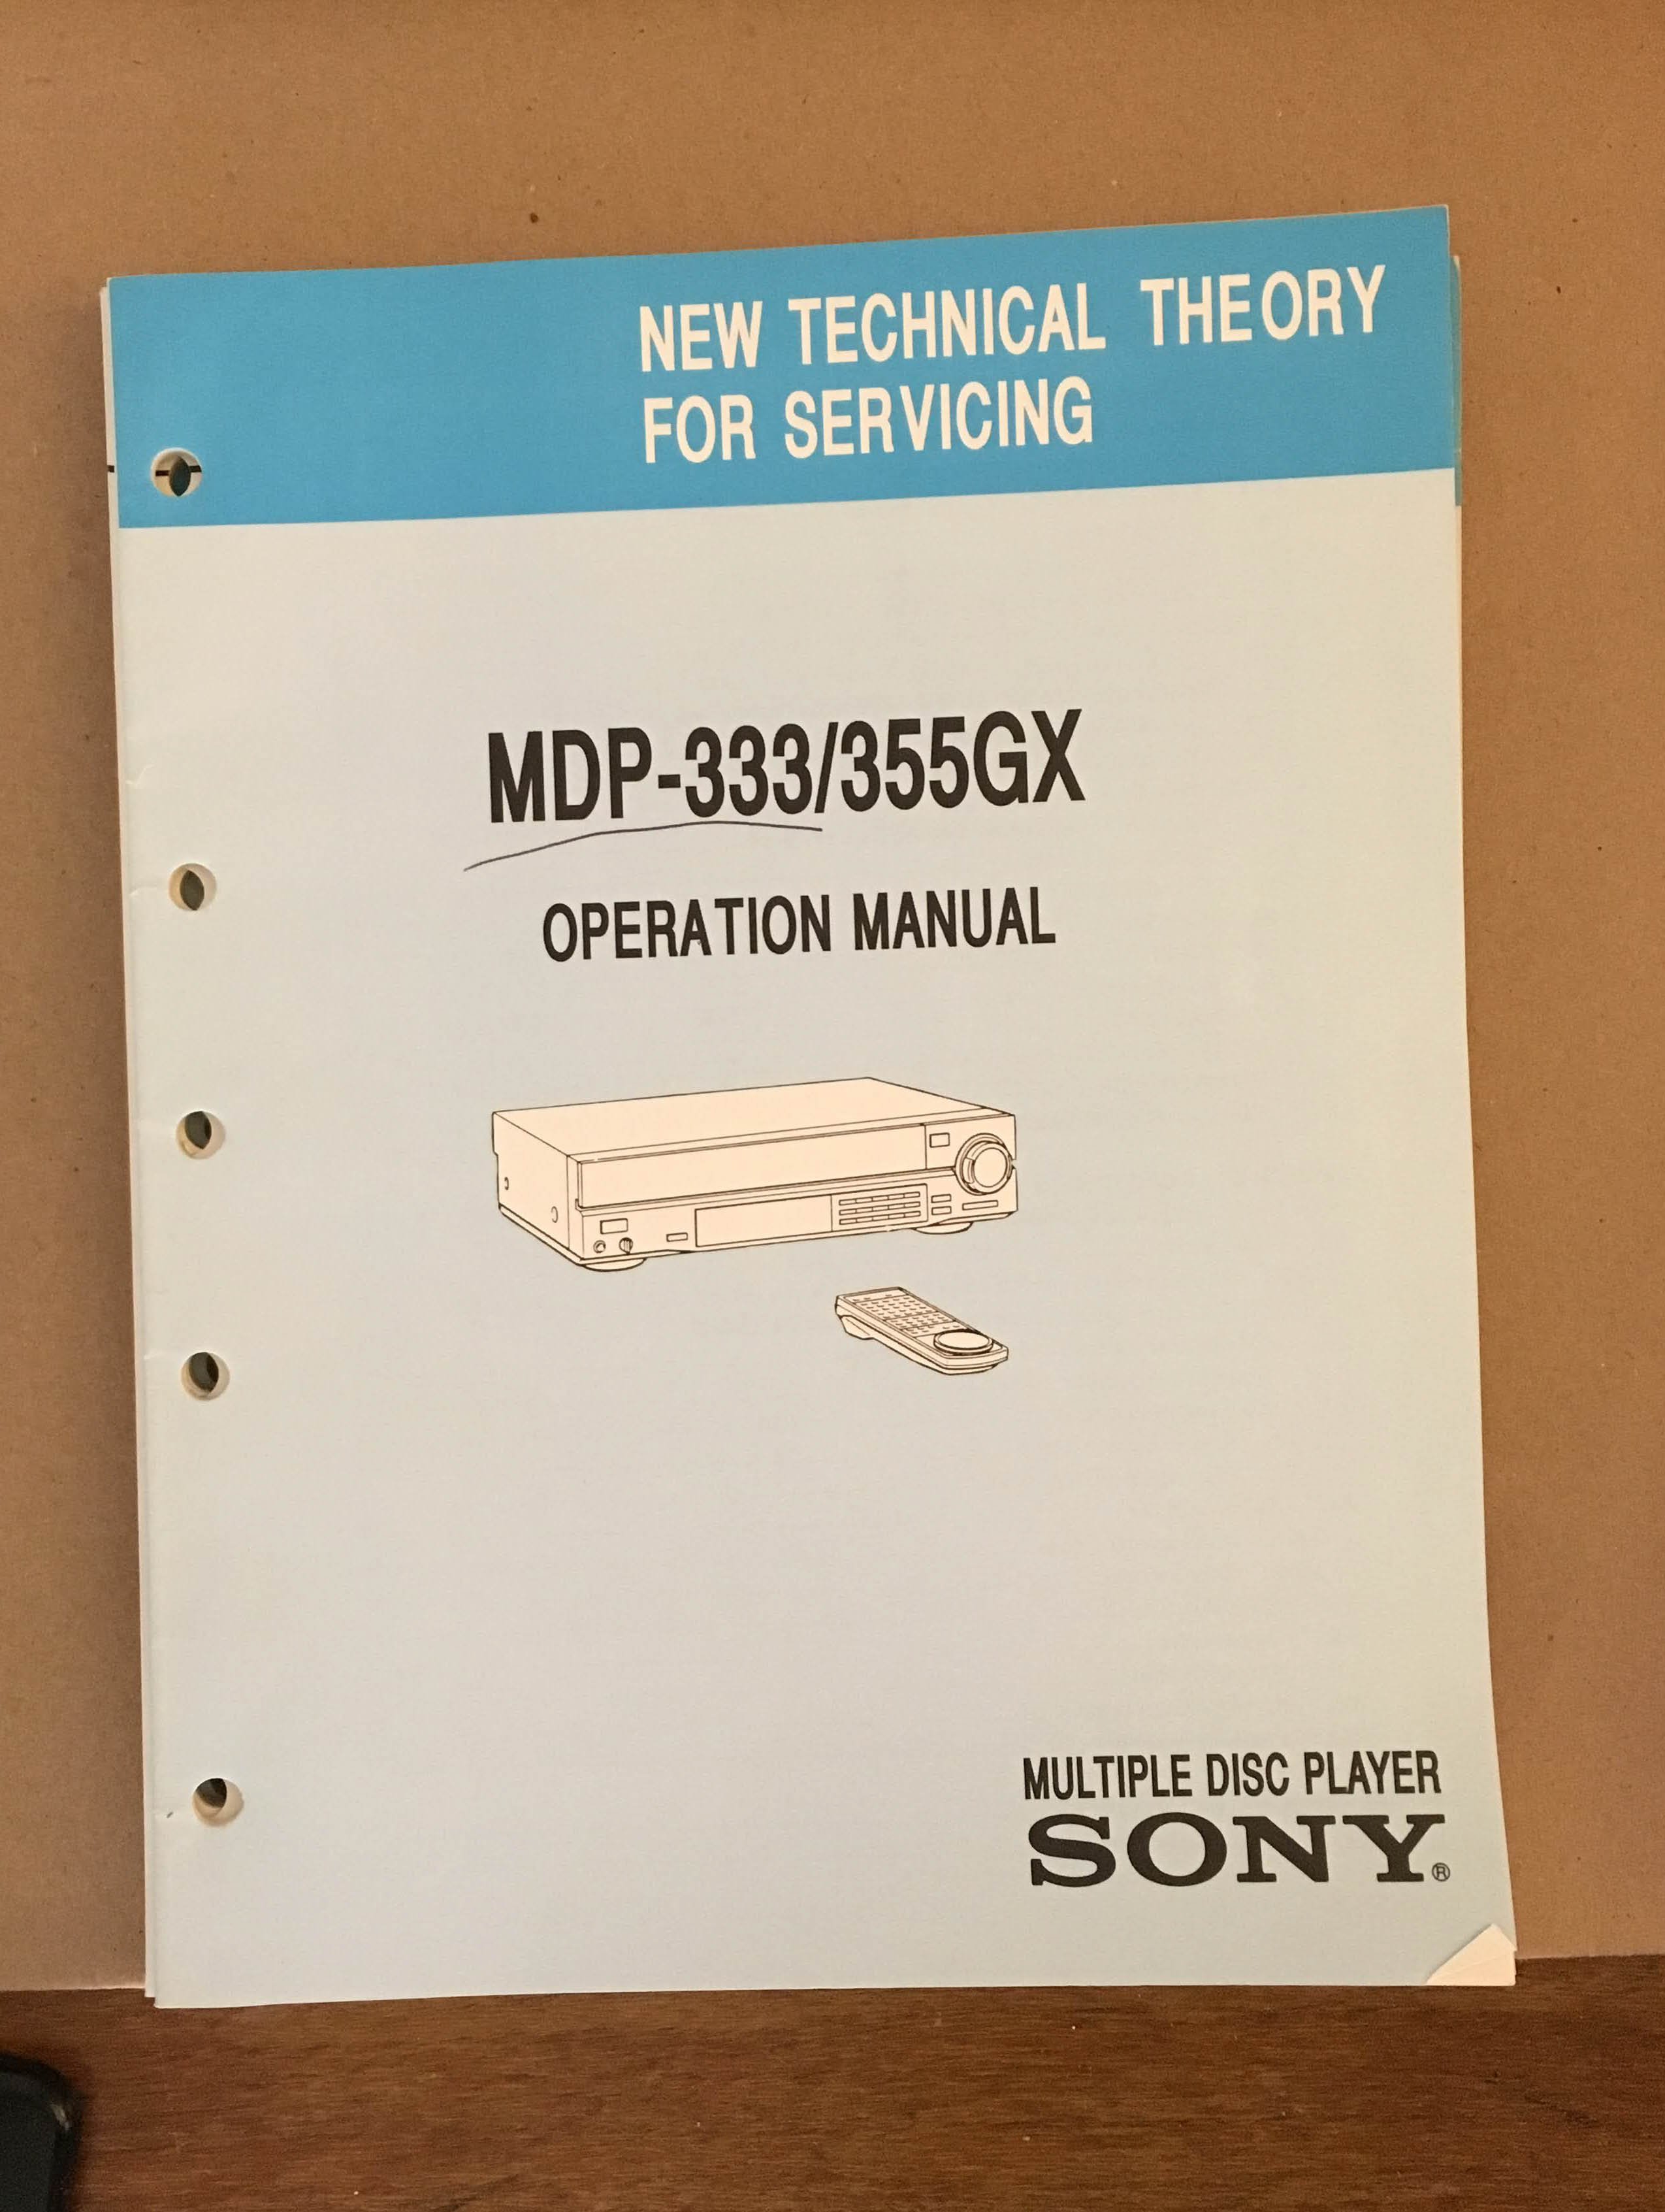 NEW TECHNICAL THEORY
FOR SERVICING
MDP-333/355GX
OPERATION MANUAL
MULTIPLE DISC PLAYER
SONY®